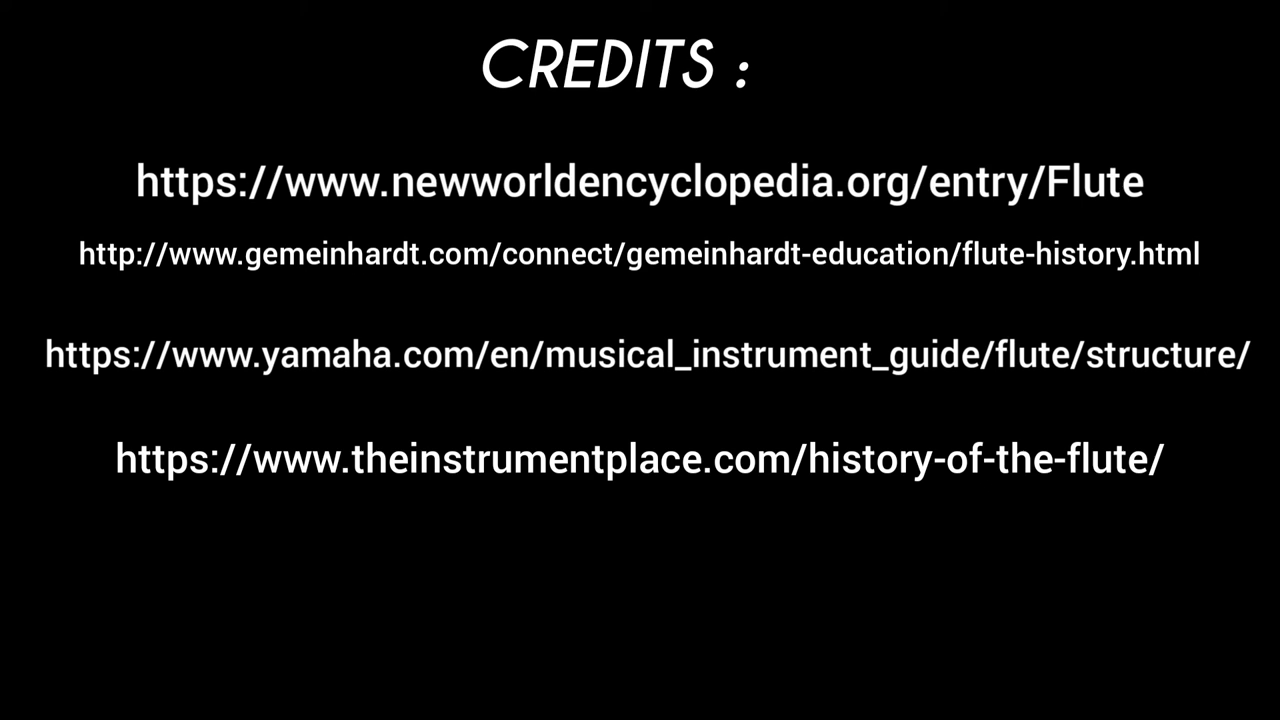 CREDITS :
https://www.newworldencyclopedia.org/entry/Flute
http://www.gemeinhardt.com/connect/gemeinhardt-education/flute-history.html
https://www.yamaha.com/en/musical_instrument_guide/flute/structure/
https://www.theinstrumentplace.com/history-of-the-flute/